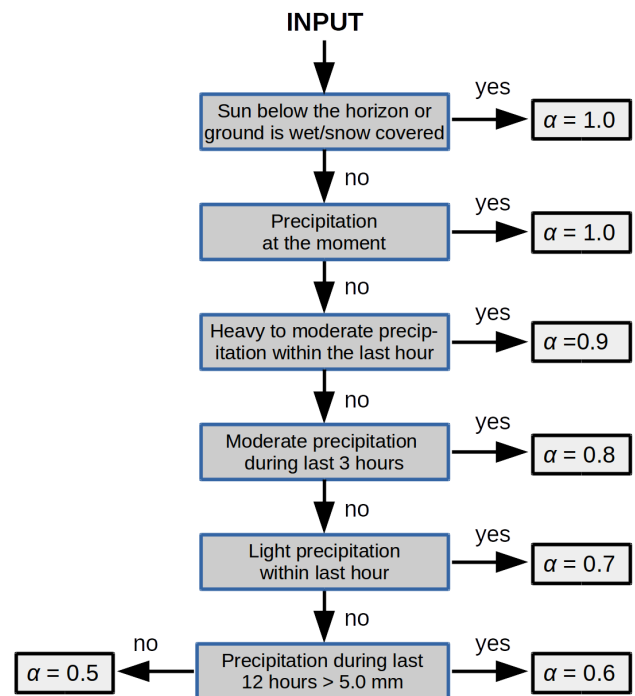 INPUT
Sun below the horizon or
ground is wet/snow covered
yes
α = 1.0
no
Precipitation
at the moment
yes
α = 1.0
no
Heavy to moderate precip-
itation within the last hour
yes
α =0.9
no
Moderate precipitation
during last 3 hours
yes
α = 0.8
no
Light precipitation
within last hour
yes
α = 0.7
no
no
α = 0.5
Precipitation during last
12 hours > 5.0 mm
yes
α = 0.6